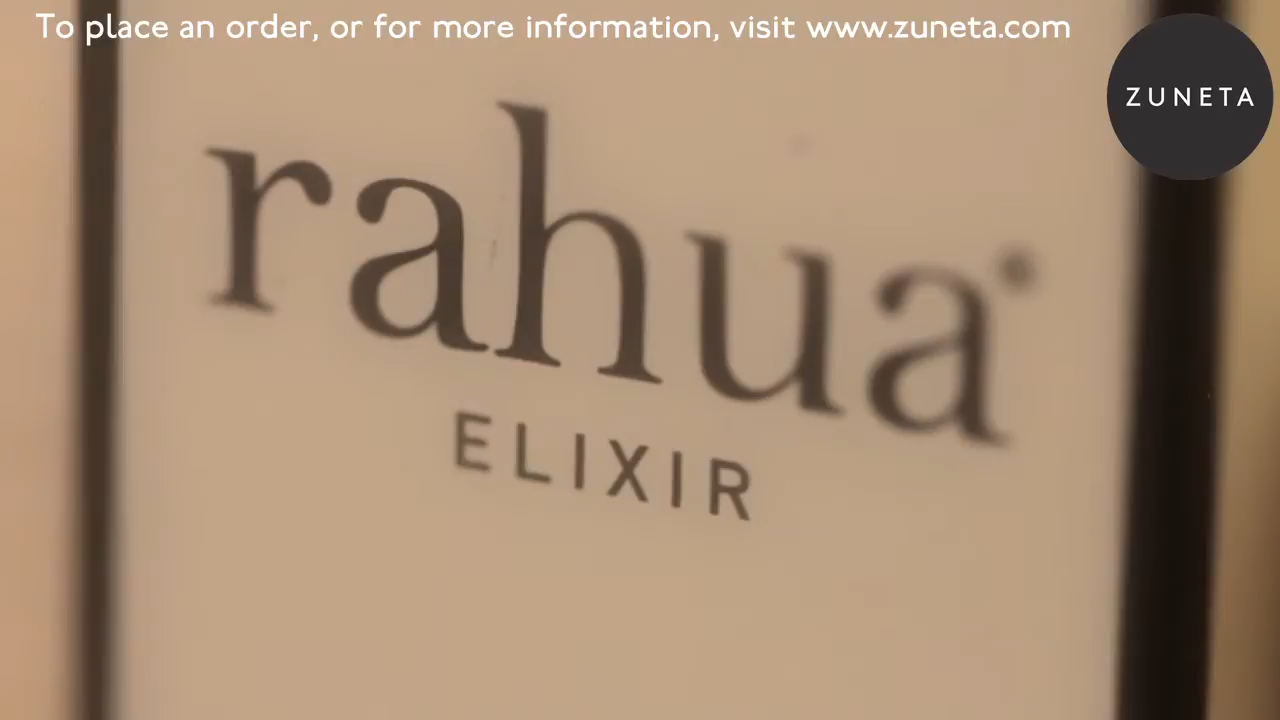 To place an order, or for more information, visit www.zuneta.com
ZUNETA
rahua
ELIXIR